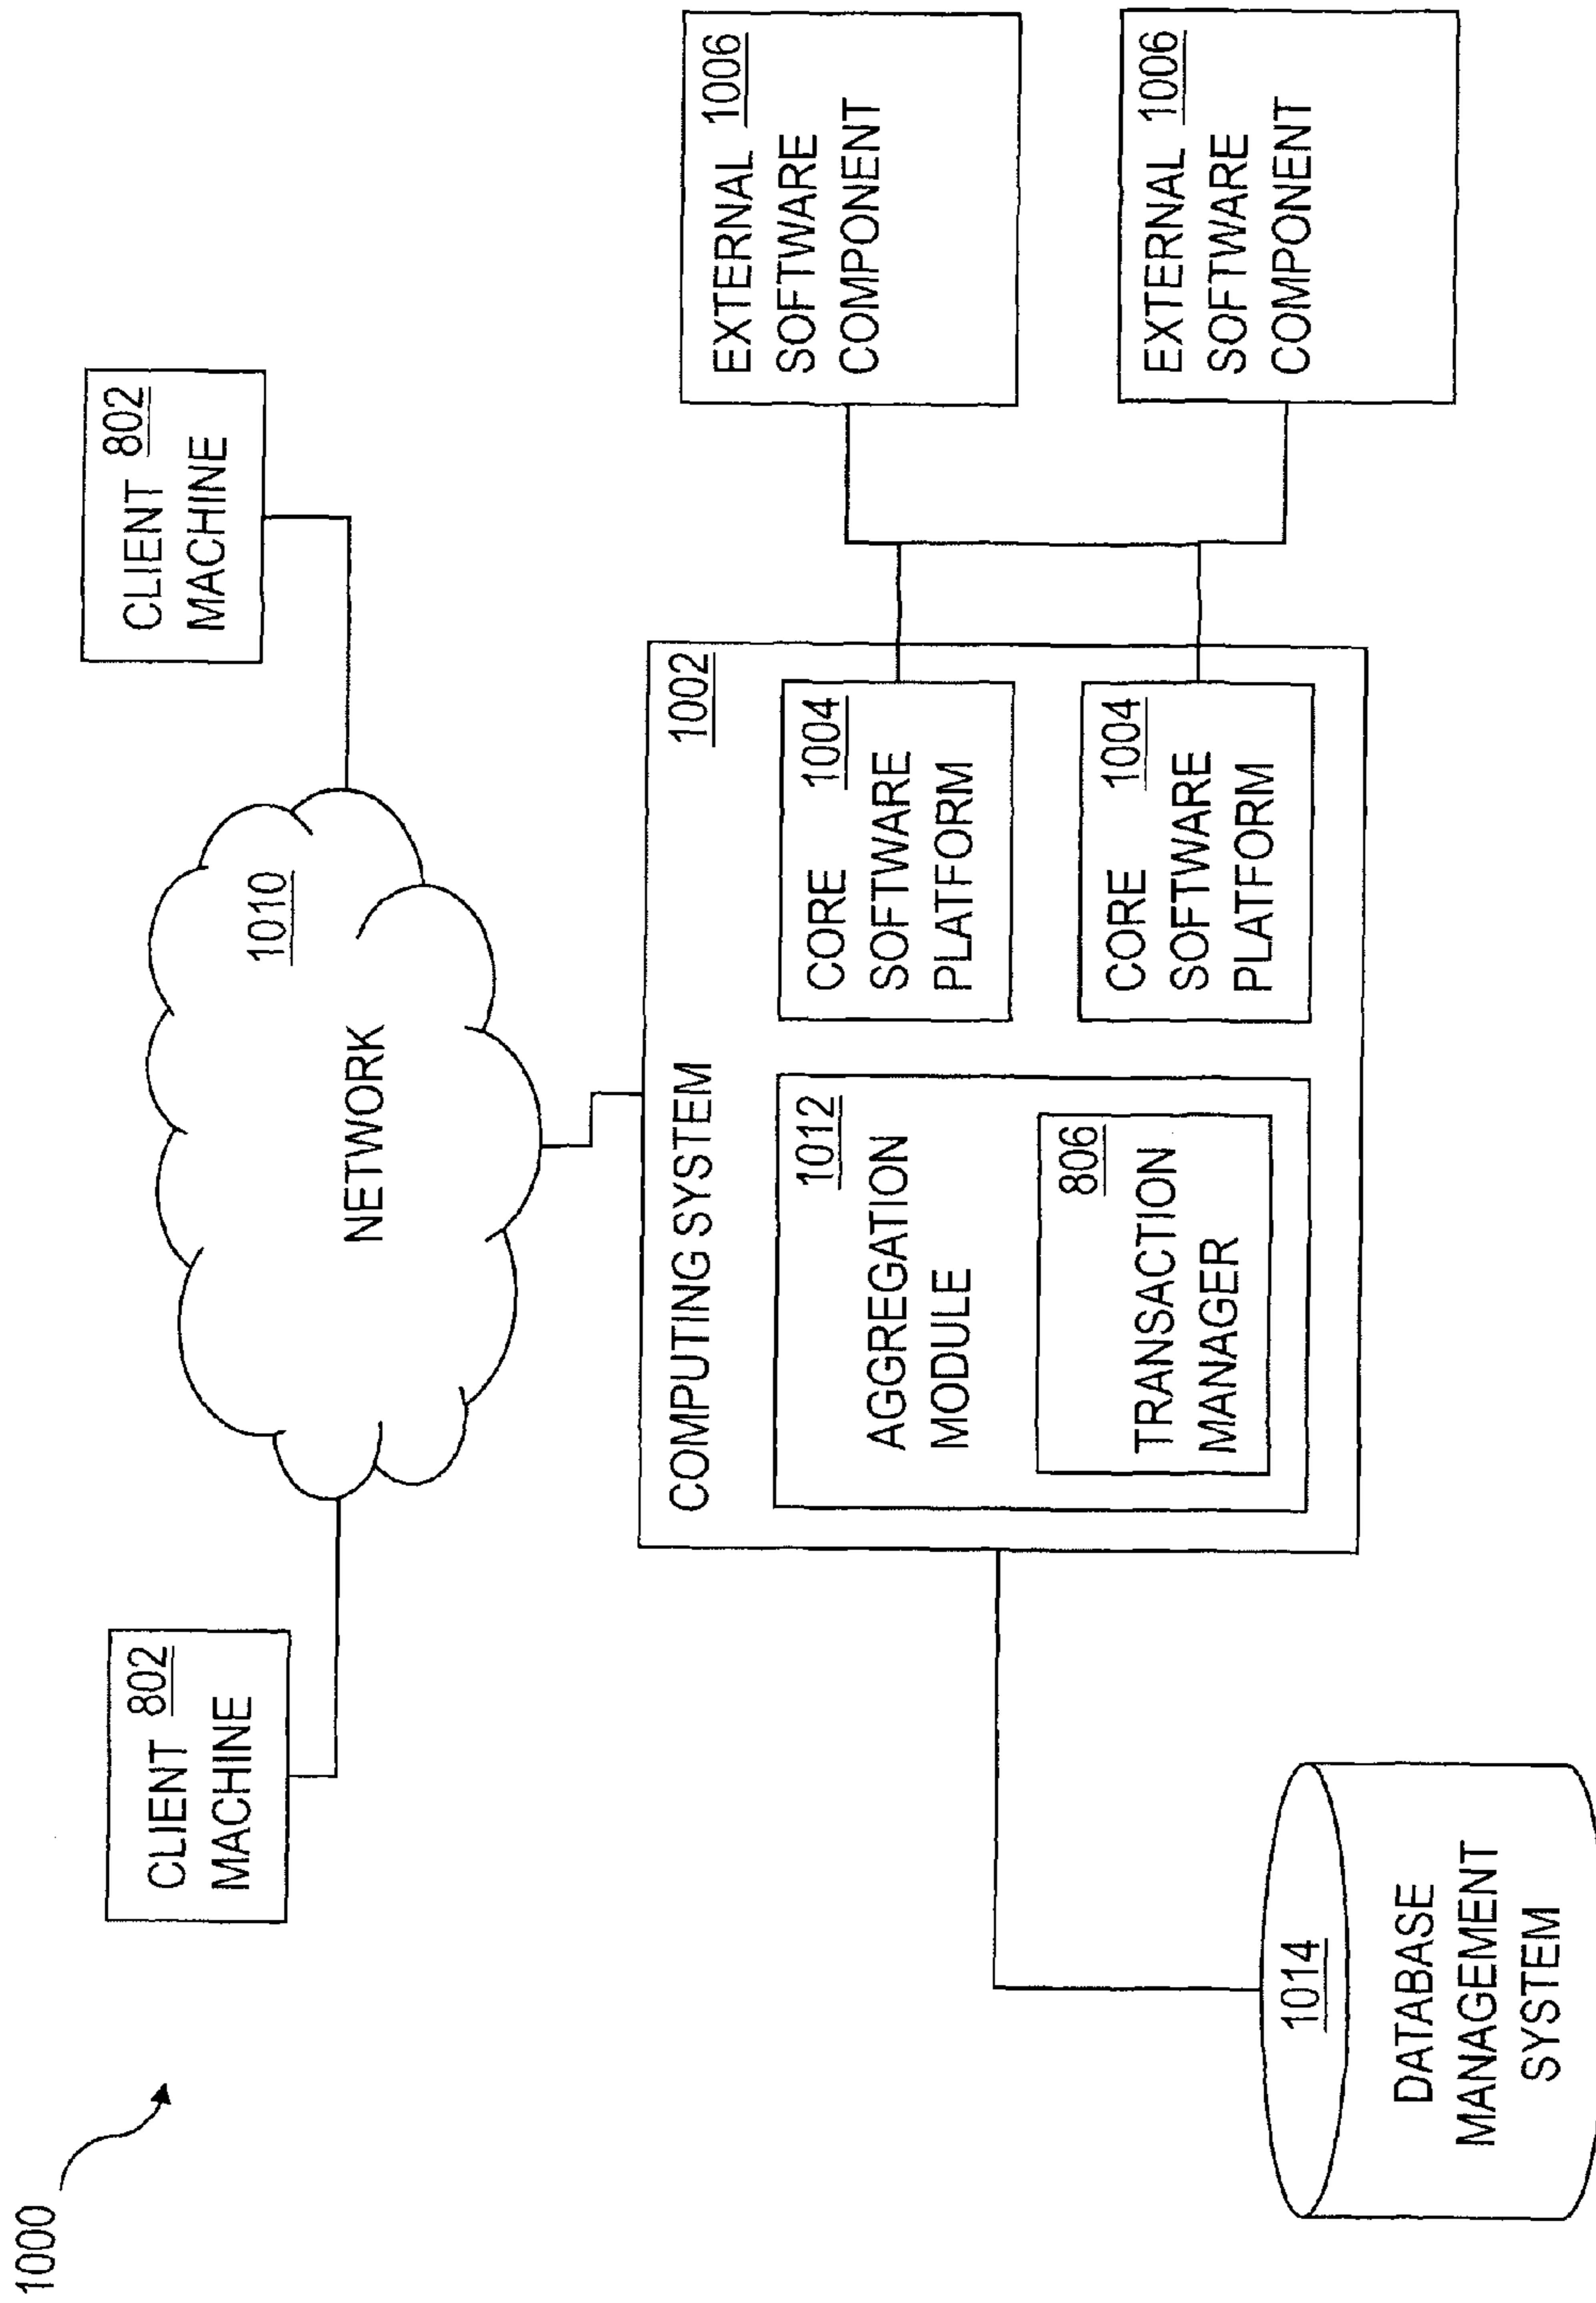 1000
CLIENT 802
MACHINE
CLIENT 802
MACHINE
1010
NETWORK
COMPUTING SYSTEM 1002
1012
AGGREGATION
MODULE
806
TRANSACTION
MANAGER
CORE 1004
SOFTWARE
PLATFORM
CORE 1004
SOFTWARE
PLATFORM
EXTERNAL 1006
SOFTWARE
COMPONENT
EXTERNAL 1006
SOFTWARE
COMPONENT
1014
DATABASE
MANAGEMENT
SYSTEM